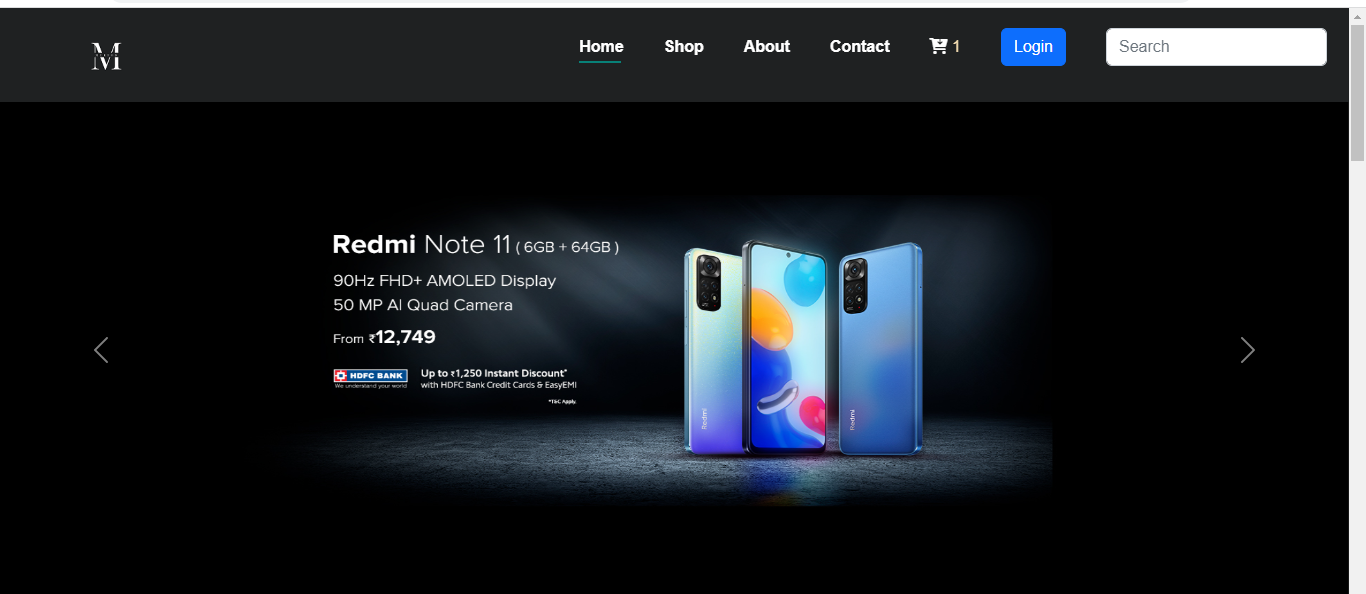 M
Home Shop About Contact 1 Login Search
Redmi Note 11 ( 6GB + 64GB )
90Hz FHD+ AMOLED Display
50 MP AI Quad Camera
From ₹12,749
HDFC BANK
We understand your world
Up to ₹1,250 Instant Discount*
with HDFC Bank Credit Cards & EasyEMI
*T&C Apply.
Redmi
Redmi